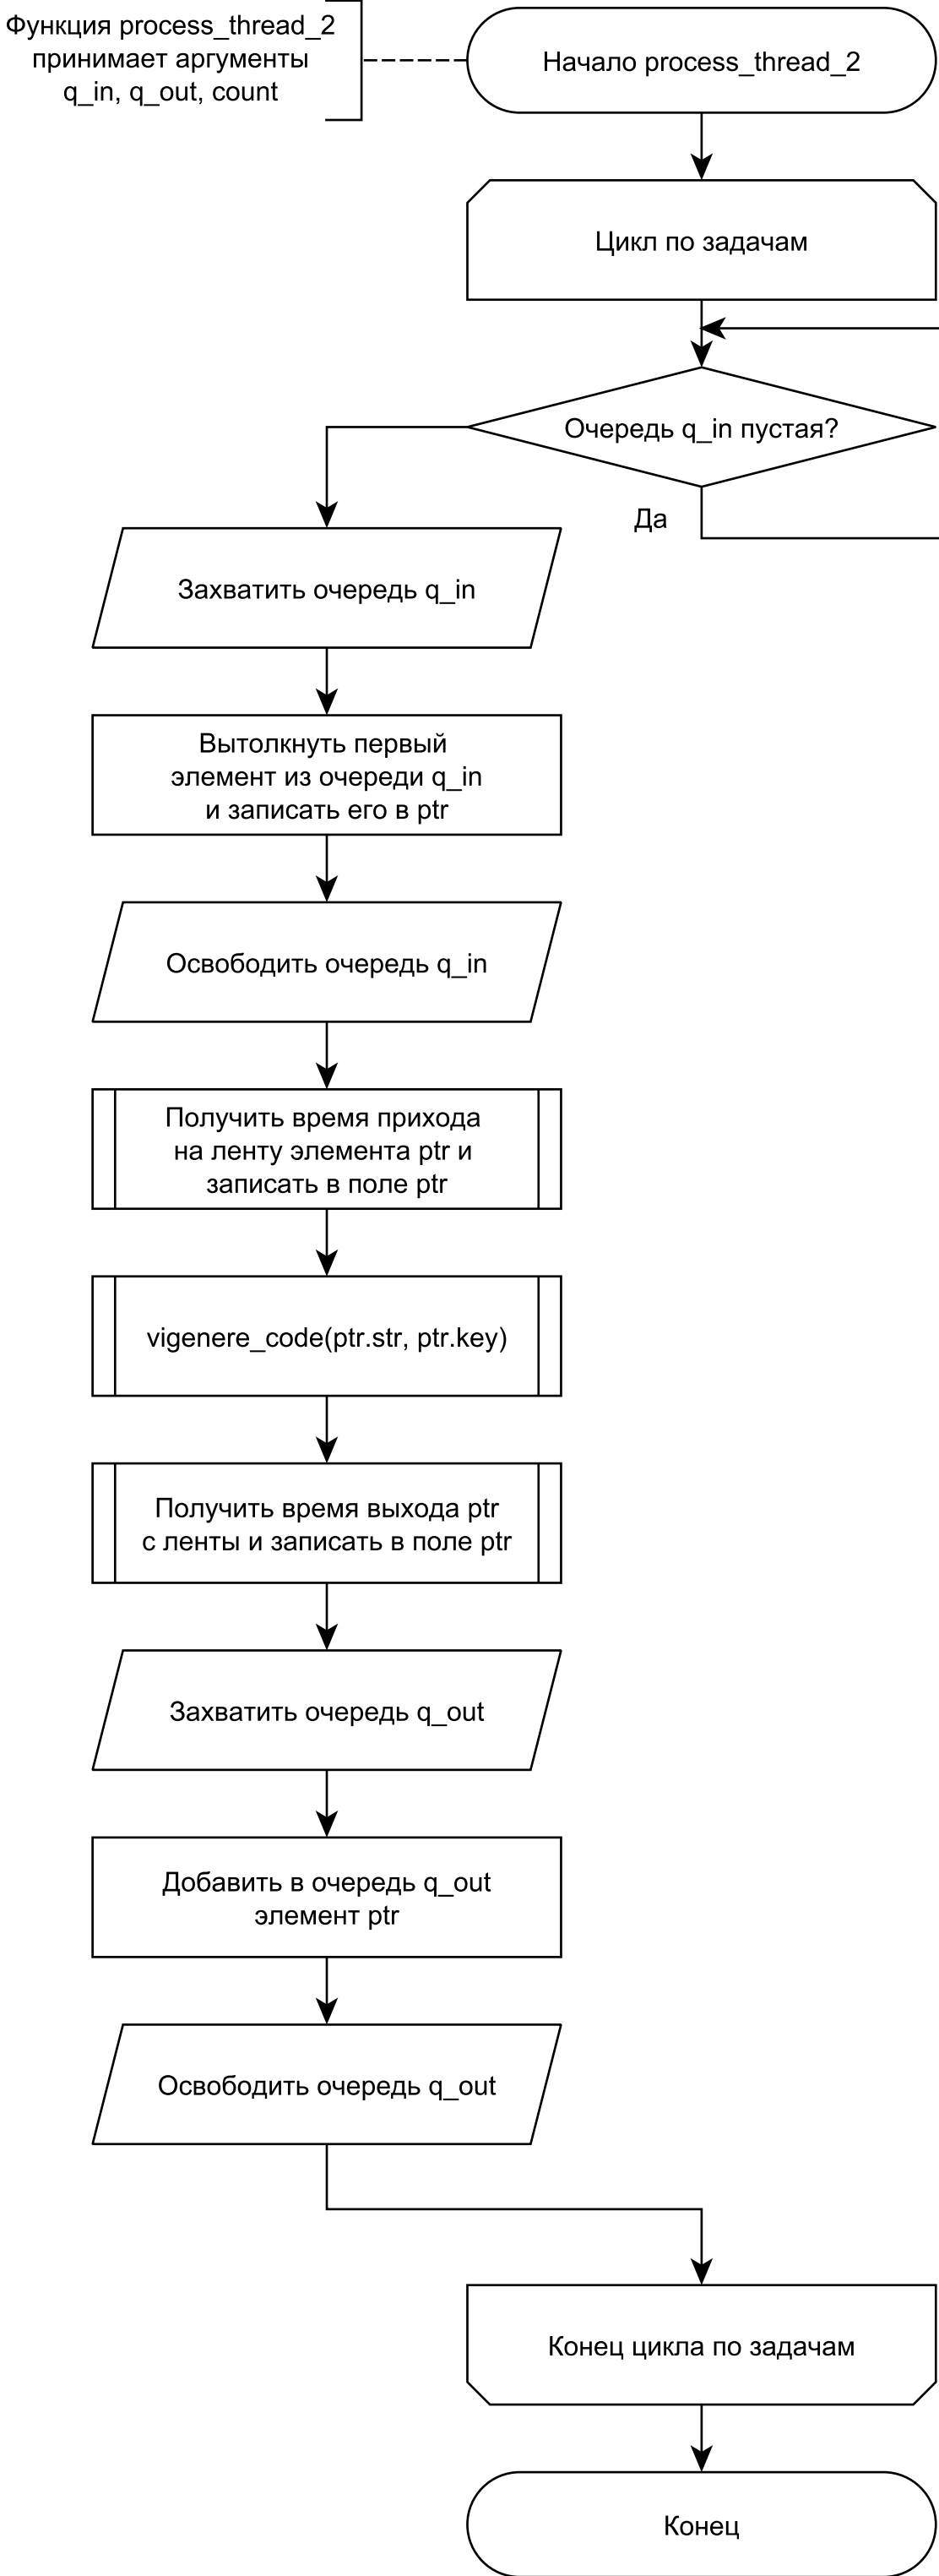 Функция process_thread_2
принимает аргументы
q_in, q_out, count
Начало process_thread_2
Цикл по задачам
Очередь q_in пустая?
Да
Захватить очередь q_in
Вытолкнуть первый
элемент из очереди q_in
и записать его в ptr
Освободить очередь q_in
Получить время прихода
на ленту элемента ptr и
записать в поле ptr
vigenere_code(ptr.str, ptr.key)
Получить время выхода ptr
с ленты и записать в поле ptr
Захватить очередь q_out
Добавить в очередь q_out
элемент ptr
Освободить очередь q_out
Конец цикла по задачам
Конец